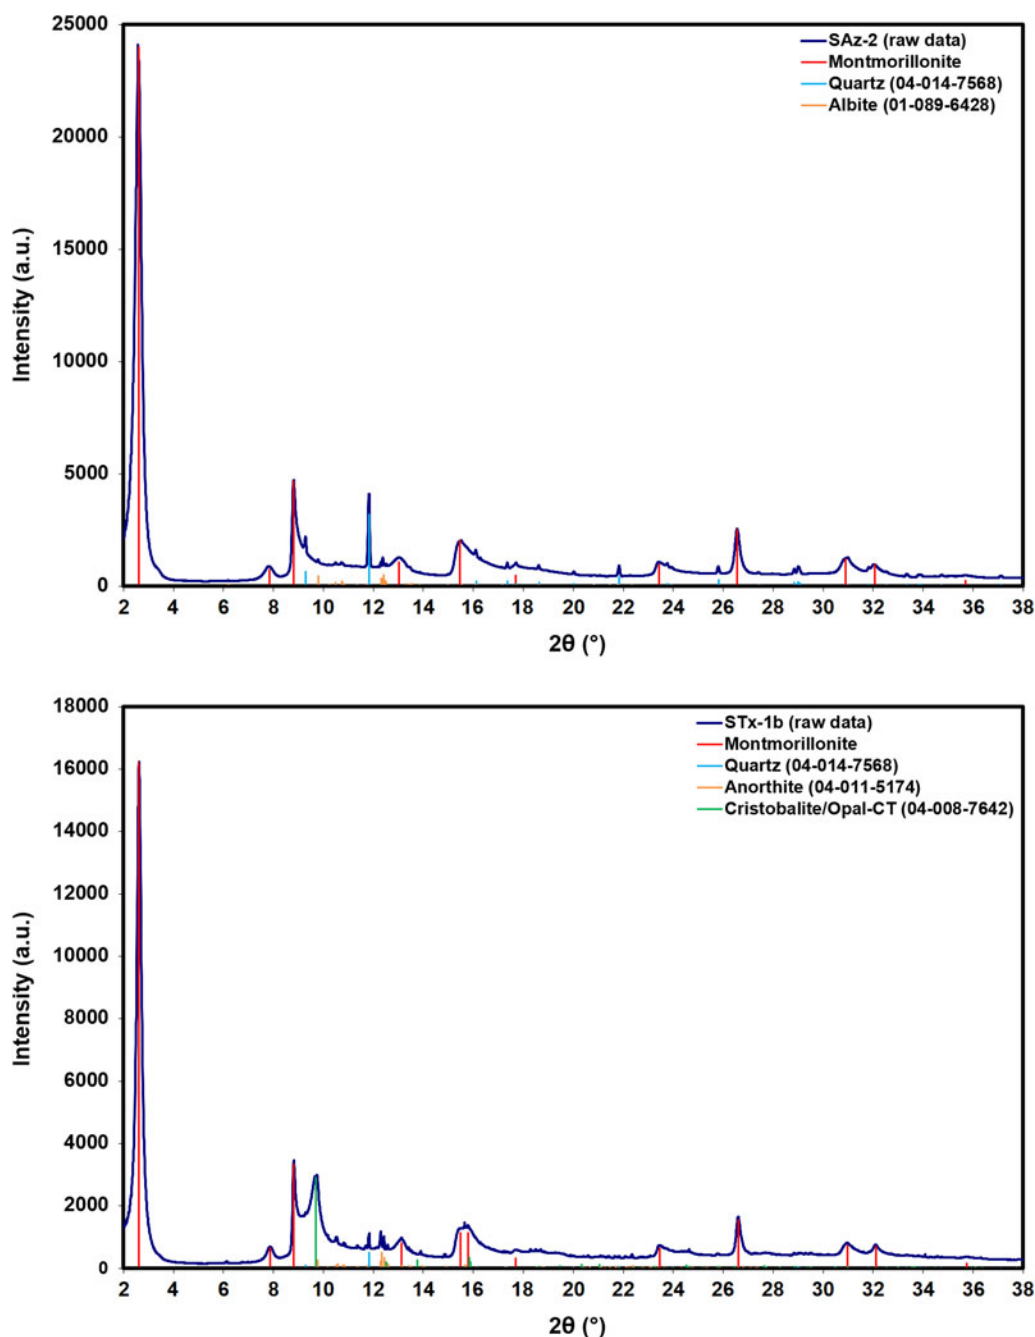 25000
20000
15000
10000
5000
0
Intensity (a.u.)
SAz-2 (raw data)
Montmorillonite
Quartz (04-014-7568)
Albite (01-089-6428)
2 4 6 8 10 12 14 16 18 20 22 24 26 28 30 32 34 36 38
2θ (°)
18000
16000
14000
12000
10000
8000
6000
4000
2000
0
Intensity (a.u.)
STx-1b (raw data)
Montmorillonite
Quartz (04-014-7568)
Anorthite (04-011-5174)
Cristobalite/Opal-CT (04-008-7642)
2 4 6 8 10 12 14 16 18 20 22 24 26 28 30 32 34 36 38
2θ (°)